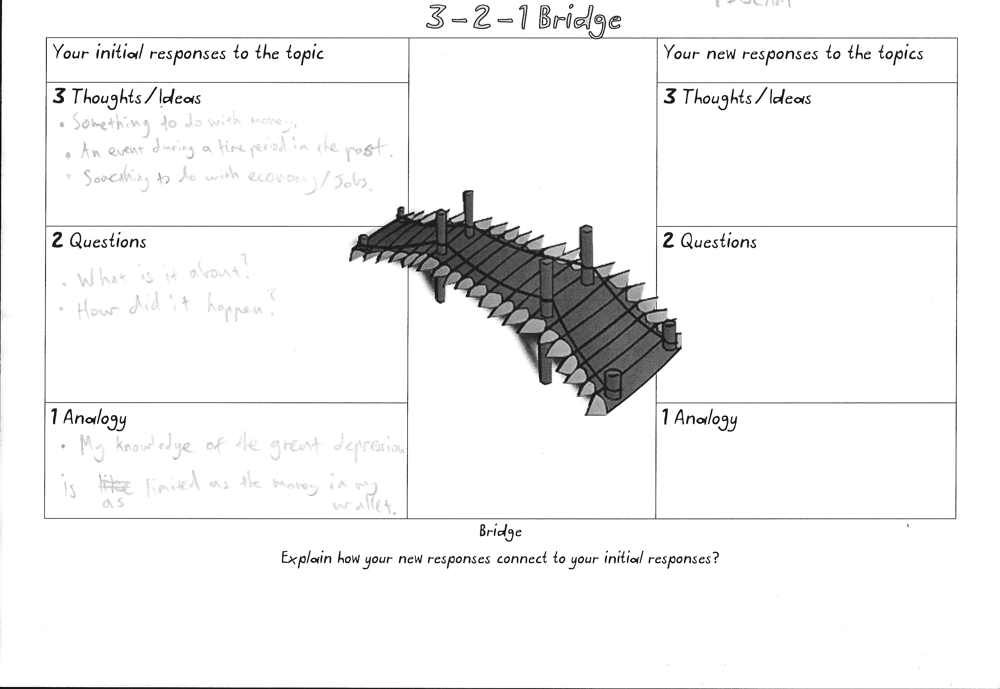 3-2-1 Bridge
Your initial responses to the topic
3 Thoughts/Ideas
• Something to do with money.
• An event during a time period in the past.
• Something to do with economy/Jobs.
2 Questions
• What is it about?
• How did it happen?
1 Analogy
• My knowledge of the great depression
is like limited as the money in my
as wallet.
Your new responses to the topics
3 Thoughts/Ideas
2 Questions
1 Analogy
Bridge
Explain how your new responses connect to your initial responses?